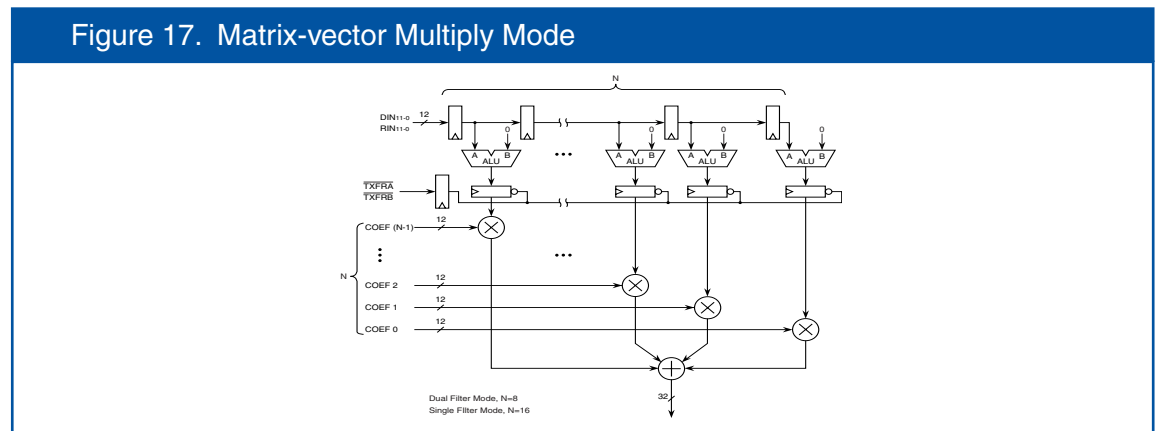 Figure 17. Matrix-vector Multiply Mode
N
DIN11-0 12
RIN11-0
0 0 0 0
A B A B A B A B
ALU ALU ALU ALU
TXFRA
TXFRB
12
COEF (N-1)
N
12
COEF 2
12
COEF 1
12
COEF 0
32
Dual Filter Mode, N=8
Single FIlter Mode, N=16